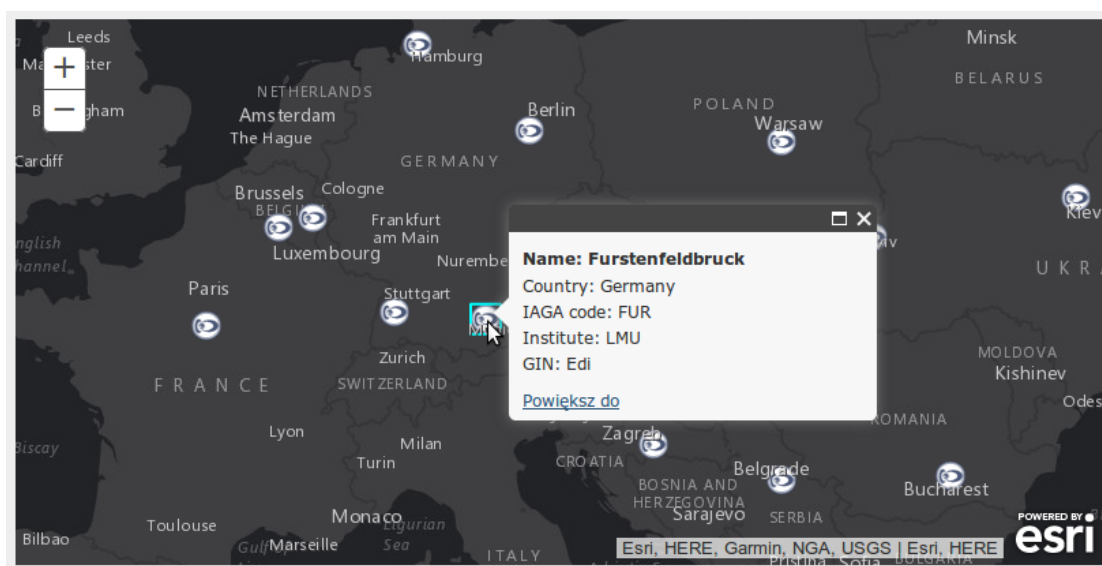 Leeds
Minsk
Hamburg
+
−
BELARUS
NETHERLANDS
Amsterdam
Berlin
POLAND
Warsaw
The Hague
Cardiff
GERMANY
Brussels
Cologne
Kiev
Frankfurt
am Main
Luxembourg
Paris
Stuttgart
Name: Furstenfeldbruck
Country: Germany
IAGA code: FUR
Institute: LMU
GIN: Edi
Powiększ do
MOLDOVA
Kishinev
Zurich
SWITZERLAND
FRANCE
Lyon
Milan
Turin
Biscay
Zagreb
CROATIA
ROMANIA
BOSNIA AND
HERZEGOVINA
Belgrade
Bucharest
Sarajevo
SERBIA
Monaco
Ligurian
Sea
Toulouse
Marseille
Bilbao
ITALY
Esri, HERE, Garmin, NGA, USGS | Esri, HERE
POWERED BY
esri